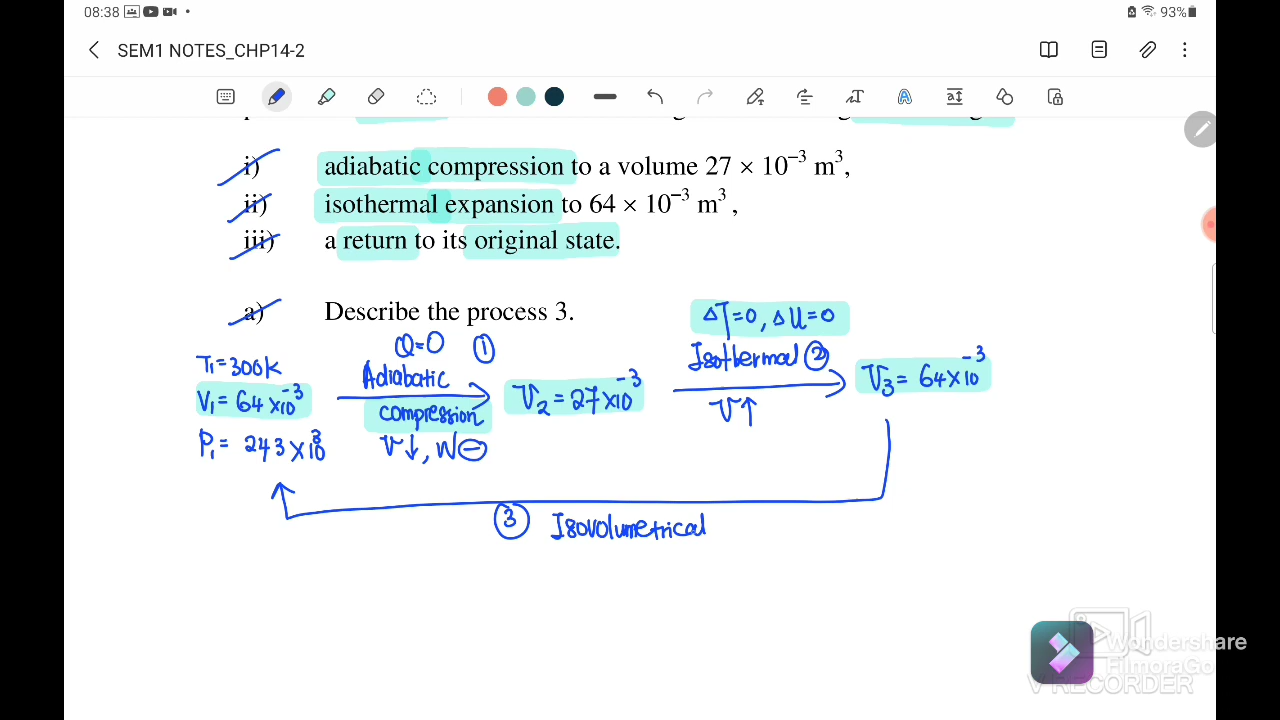 08:38
93%
SEM1 NOTES_CHP14-2
i) adiabatic compression to a volume 27 × 10⁻³ m³,
ii) isothermal expansion to 64 × 10⁻³ m³ ,
iii) a return to its original state.
a) Describe the process 3.
ΔT=0, ΔU=0
Q=0 ①
T₁=300K
Adiabatic
Isothermal ②
V₁= 64×10⁻³
compression
V₂ = 27×10⁻³
V↑
V₃= 64×10⁻³
P₁= 243×10³
V↓, W⊖
③ Isovolumetrical
Wondershare
FilmoraGo
V RECORDER